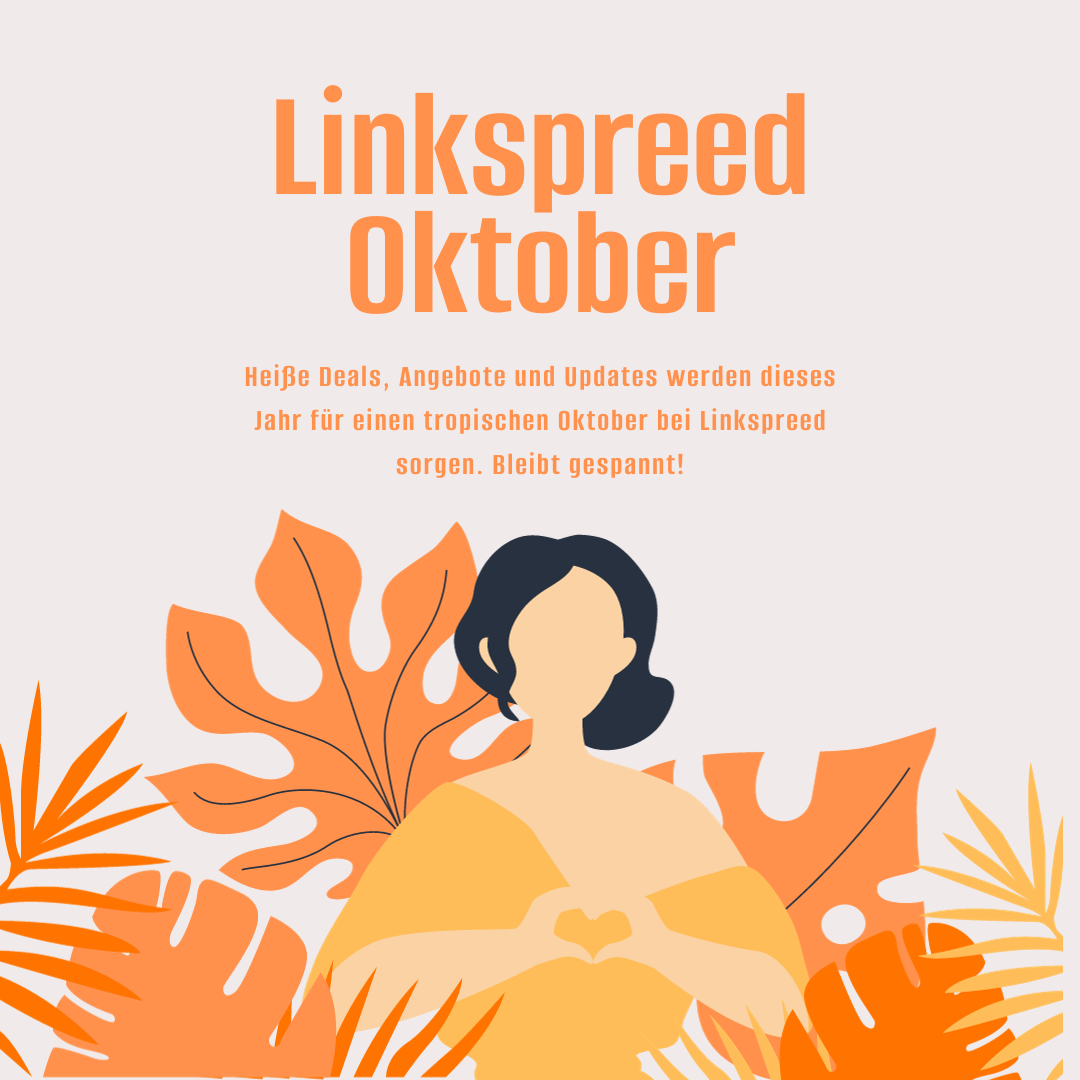 Linkspreed
Oktober
Heiße Deals, Angebote und Updates werden dieses
Jahr für einen tropischen Oktober bei Linkspreed
sorgen. Bleibt gespannt!